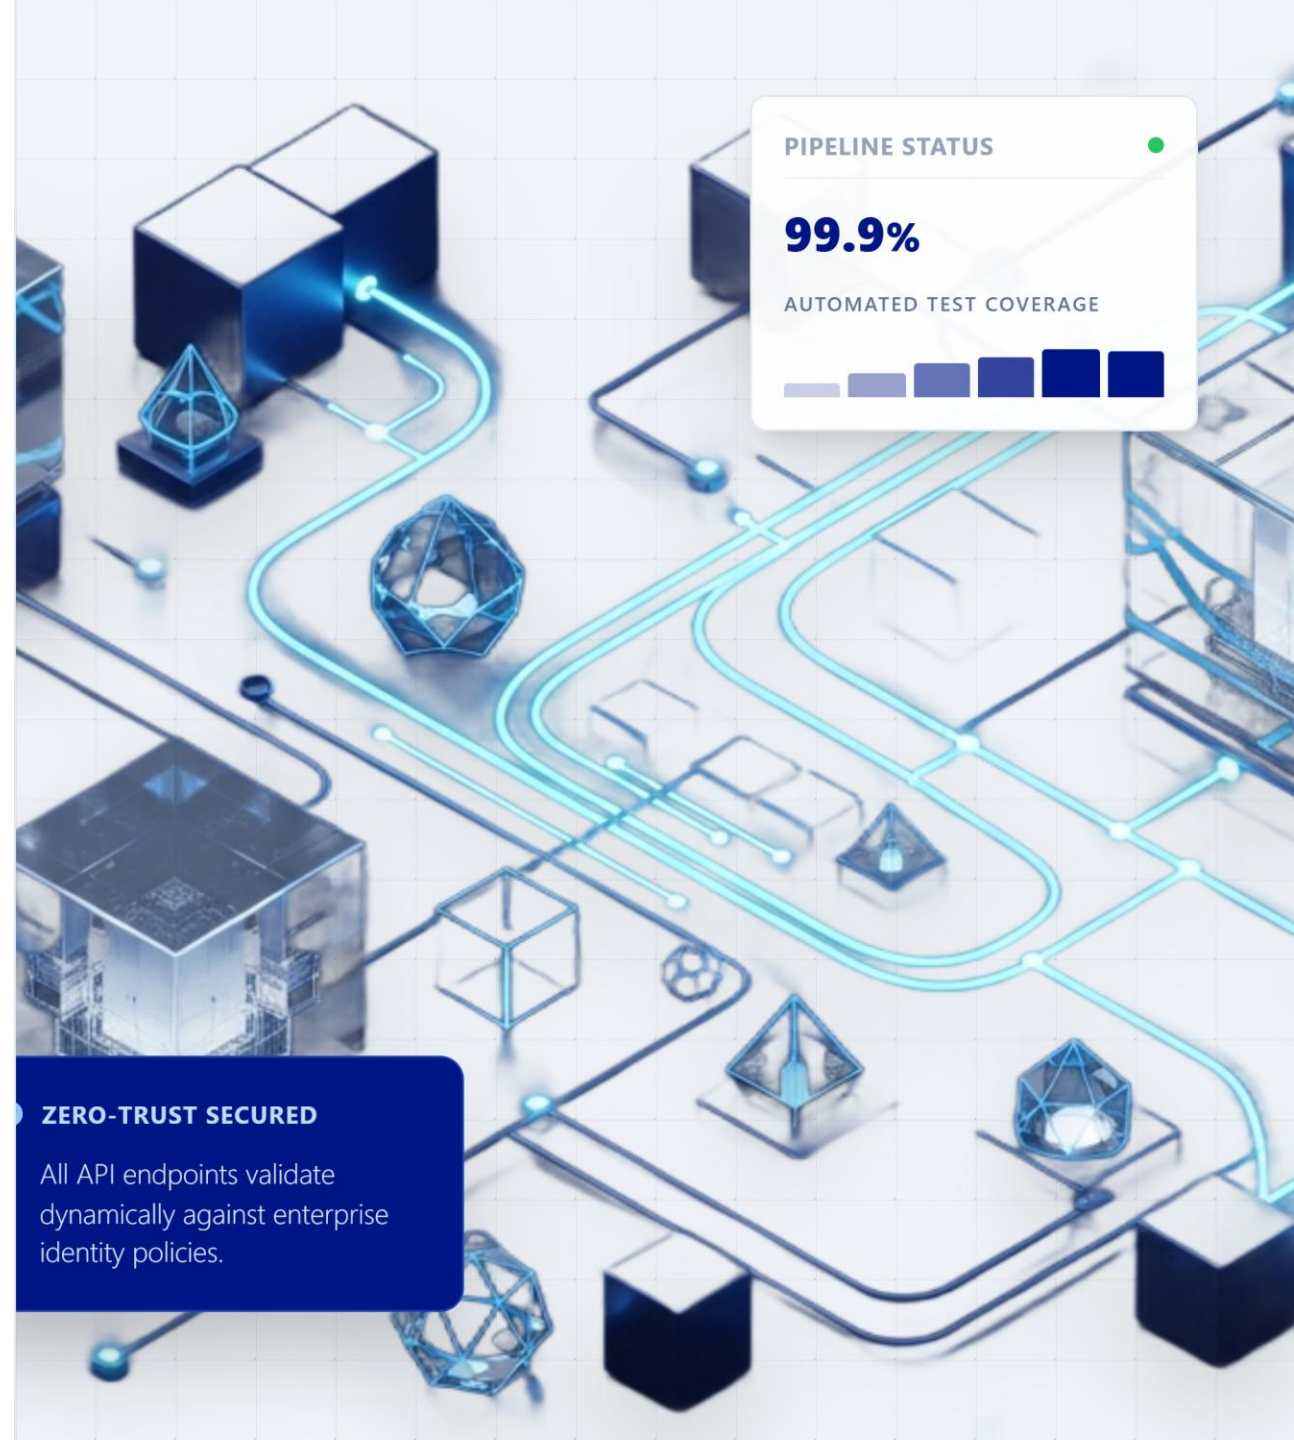 PIPELINE STATUS
99.9%
AUTOMATED TEST COVERAGE
ZERO-TRUST SECURED
All API endpoints validate
dynamically against enterprise
identity policies.